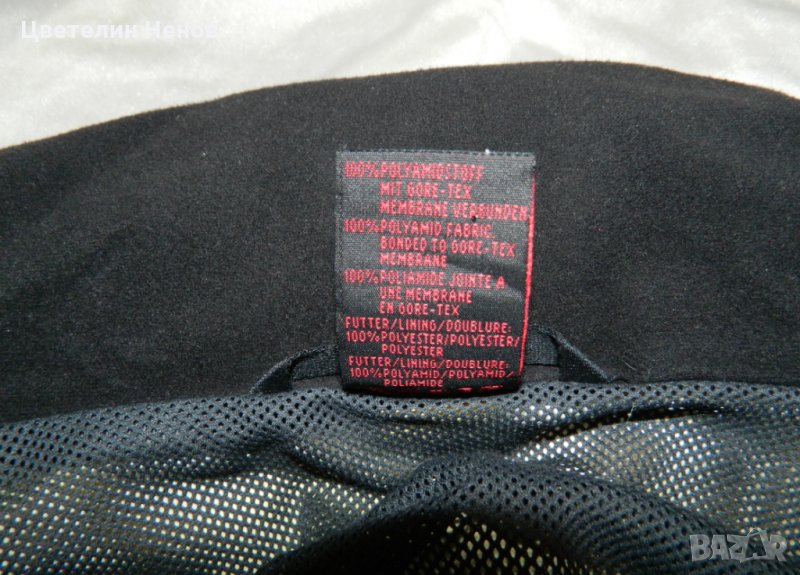 Цветелин Ненов
100%POLYAMIDSTOFF
MIT GORE-TEX
MEMBRANE VERBUNDEN
100%POLYAMID FABRIC
BONDED TO GORE-TEX
MEMBRANE
100%POLIAMIDE JOINTE A
UNE MEMBRANE
EN GORE-TEX
FUTTER/LINING/DOUBLURE:
100%POLYESTER/POLYESTER/
POLYESTER
FUTTER/LINING/DOUBLURE:
100%POLYAMID/POLYAMID/
POLIAMIDE
BAZAR